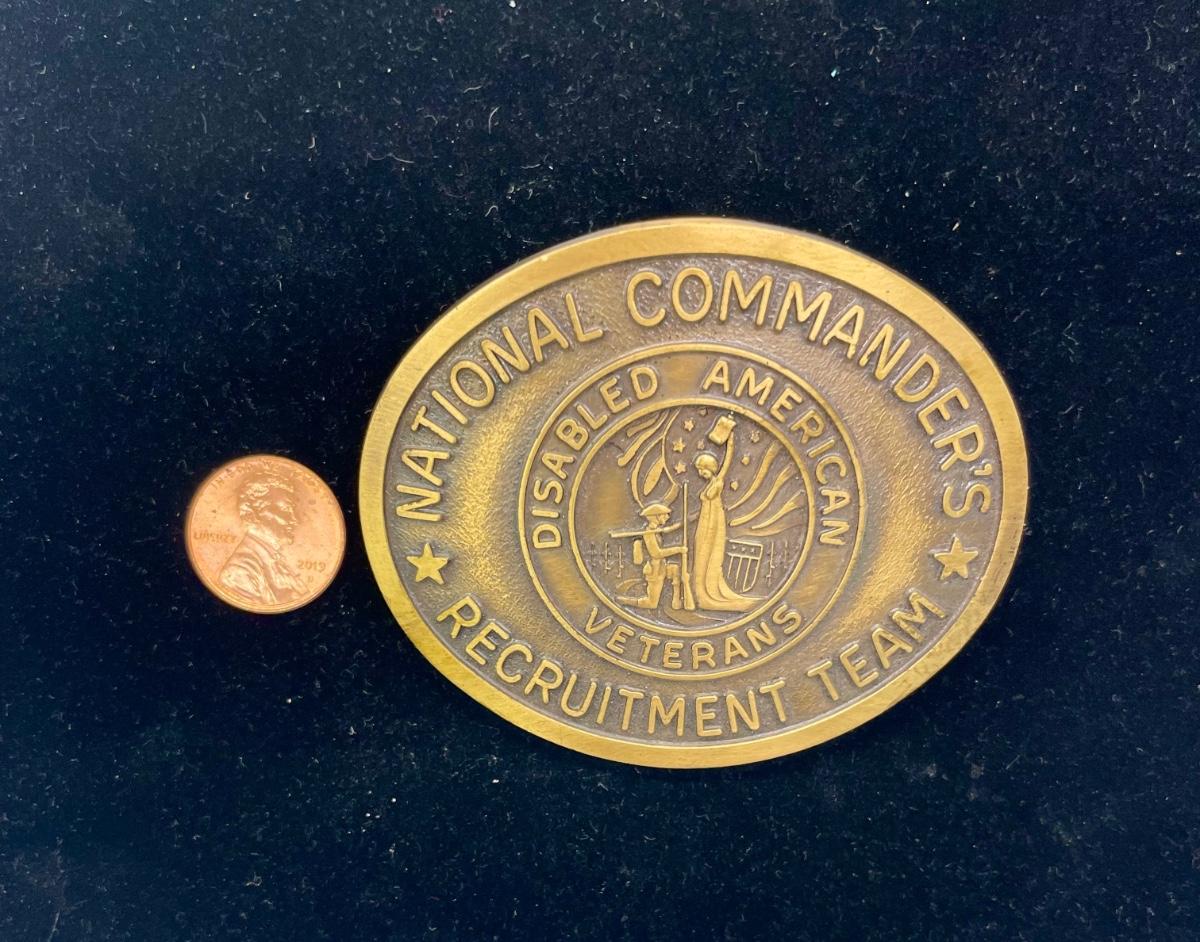 NATIONAL COMMANDER'S
DISABLED AMERICAN
VETERANS
RECRUITMENT TEAM
LIBERTY
2019
D